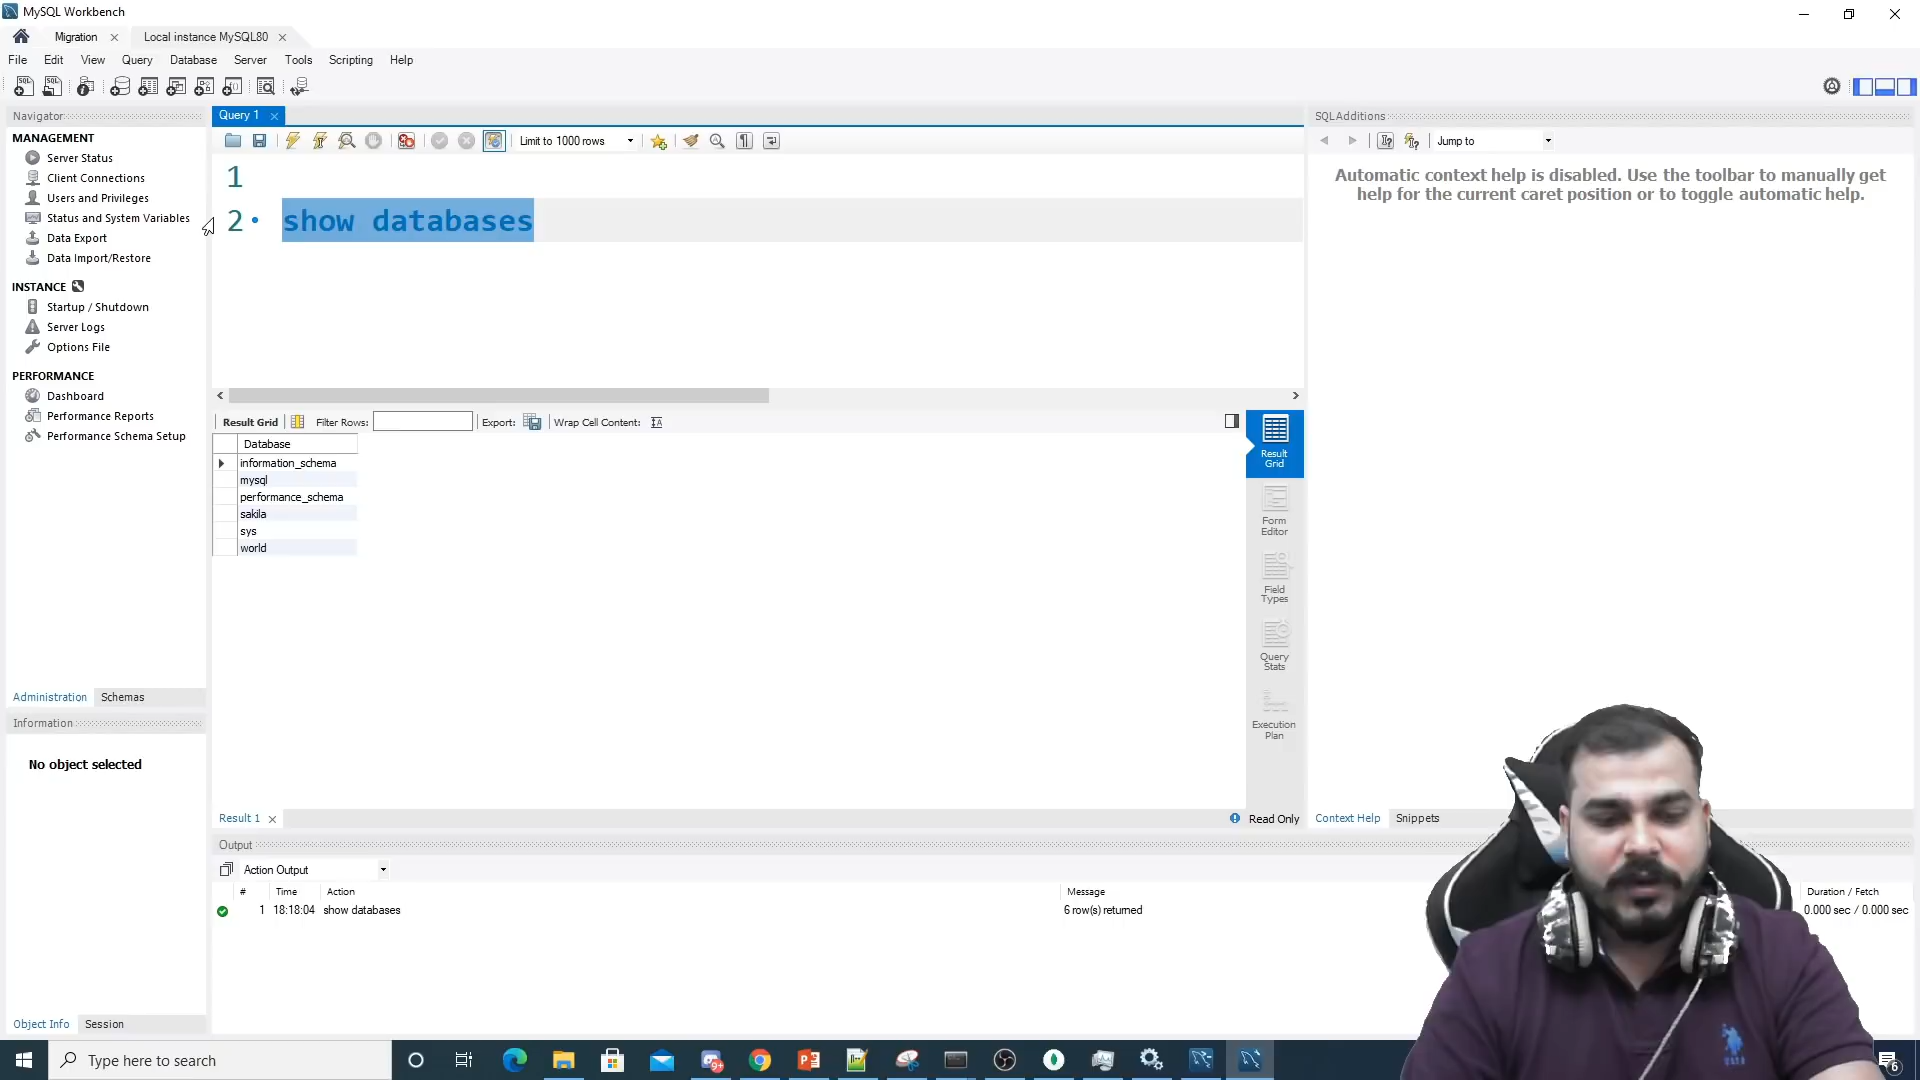 MySQL Workbench
Migration
Local instance MySQL80
File Edit View Query Database Server Tools Scripting Help
Navigator
MANAGEMENT
Server Status
Client Connections
Users and Privileges
Status and System Variables
Data Export
Data Import/Restore
INSTANCE
Startup / Shutdown
Server Logs
Options File
PERFORMANCE
Dashboard
Performance Reports
Performance Schema Setup
Administration Schemas
Information
No object selected
Object Info Session
Query 1
Limit to 1000 rows
1
2 show databases
Result Grid Filter Rows: Export: Wrap Cell Content:
Database
information_schema
mysql
performance_schema
sakila
sys
world
Result
Grid
Form
Editor
Field
Types
Query
Stats
Execution
Plan
Result 1
Read Only
SQLAdditions
Jump to
Automatic context help is disabled. Use the toolbar to manually get
help for the current caret position or to toggle automatic help.
Context Help Snippets
Output
Action Output
# Time Action Message Duration / Fetch
1 18:18:04 show databases 6 row(s) returned 0.000 sec / 0.000 sec
Type here to search
9+
6